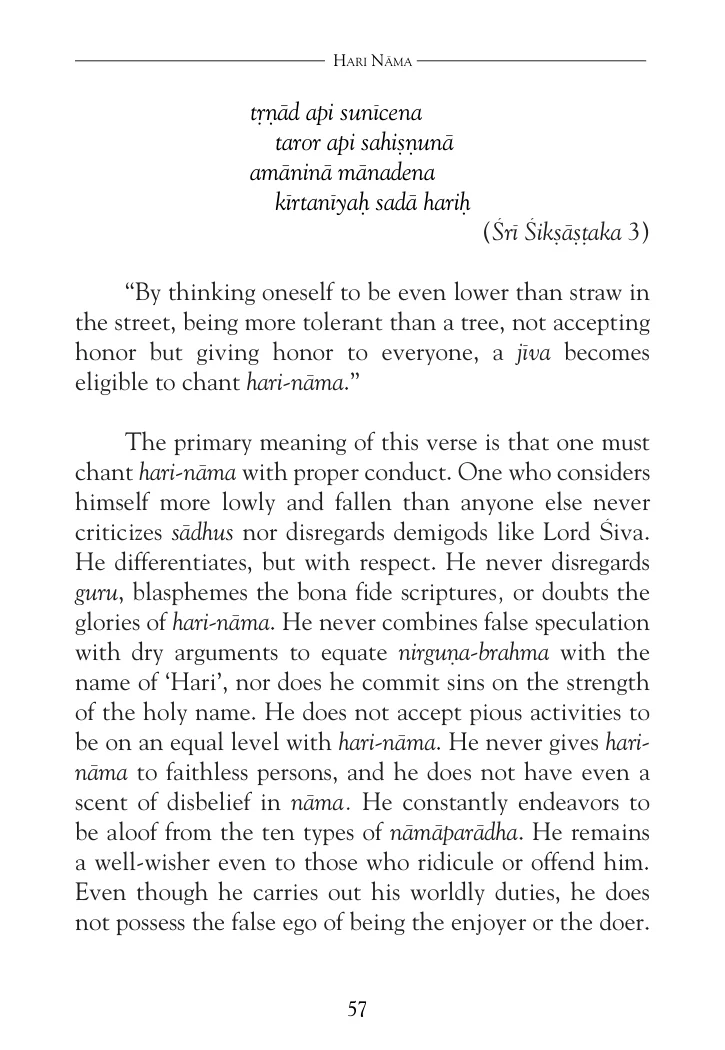 Hari Nāma
tṛṇād api sunīcena
taror api sahiṣṇunā
amāninā mānadena
kīrtanīyaḥ sadā hariḥ
(Śrī Śikṣāṣṭaka 3)
“By thinking oneself to be even lower than straw in
the street, being more tolerant than a tree, not accepting
honor but giving honor to everyone, a jīva becomes
eligible to chant hari-nāma.”
The primary meaning of this verse is that one must
chant hari-nāma with proper conduct. One who considers
himself more lowly and fallen than anyone else never
criticizes sādhus nor disregards demigods like Lord Śiva.
He differentiates, but with respect. He never disregards
guru, blasphemes the bona fide scriptures, or doubts the
glories of hari-nāma. He never combines false speculation
with dry arguments to equate nirguṇa-brahma with the
name of ‘Hari’, nor does he commit sins on the strength
of the holy name. He does not accept pious activities to
be on an equal level with hari-nāma. He never gives hari-
nāma to faithless persons, and he does not have even a
scent of disbelief in nāma. He constantly endeavors to
be aloof from the ten types of nāmāparādha. He remains
a well-wisher even to those who ridicule or offend him.
Even though he carries out his worldly duties, he does
not possess the false ego of being the enjoyer or the doer.
57